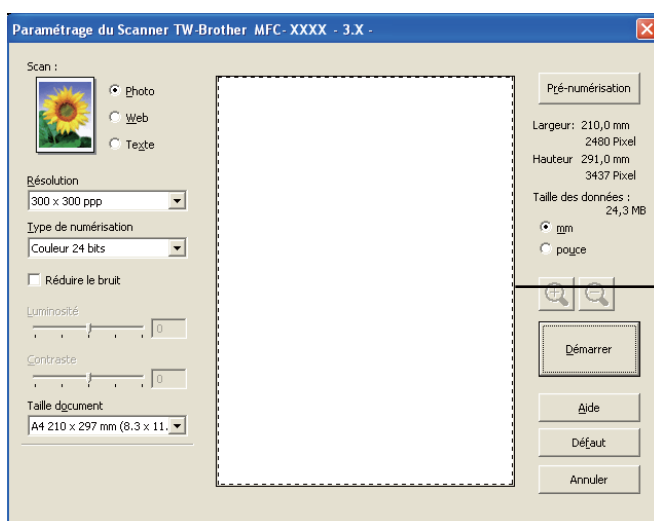 Paramétrage du Scanner TW-Brother MFC-XXXX - 3.X -
Scan :
Photo
Web
Texte
Résolution
300 x 300 ppp
Type de numérisation
Couleur 24 bits
Réduire le bruit
Luminosité
0
Contraste
0
Taille document
A4 210 x 297 mm (8.3 x 11.
Pré-numérisation
Largeur: 210,0 mm
2480 Pixel
Hauteur 291,0 mm
3437 Pixel
Taille des données :
24,3 MB
mm
pouce
Démarrer
Aide
Défaut
Annuler